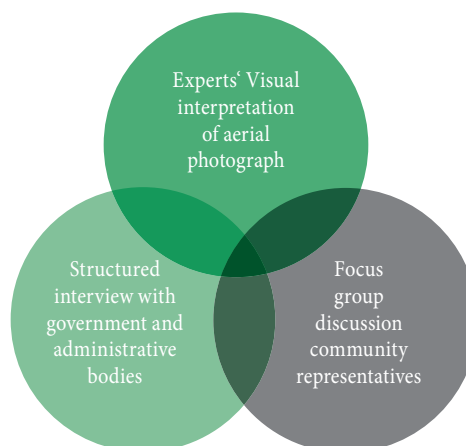 Experts‘ Visual
interpretation
of aerial
photograph
Structured
interview with
government and
administrative
bodies
Focus
group
discussion
community
representatives